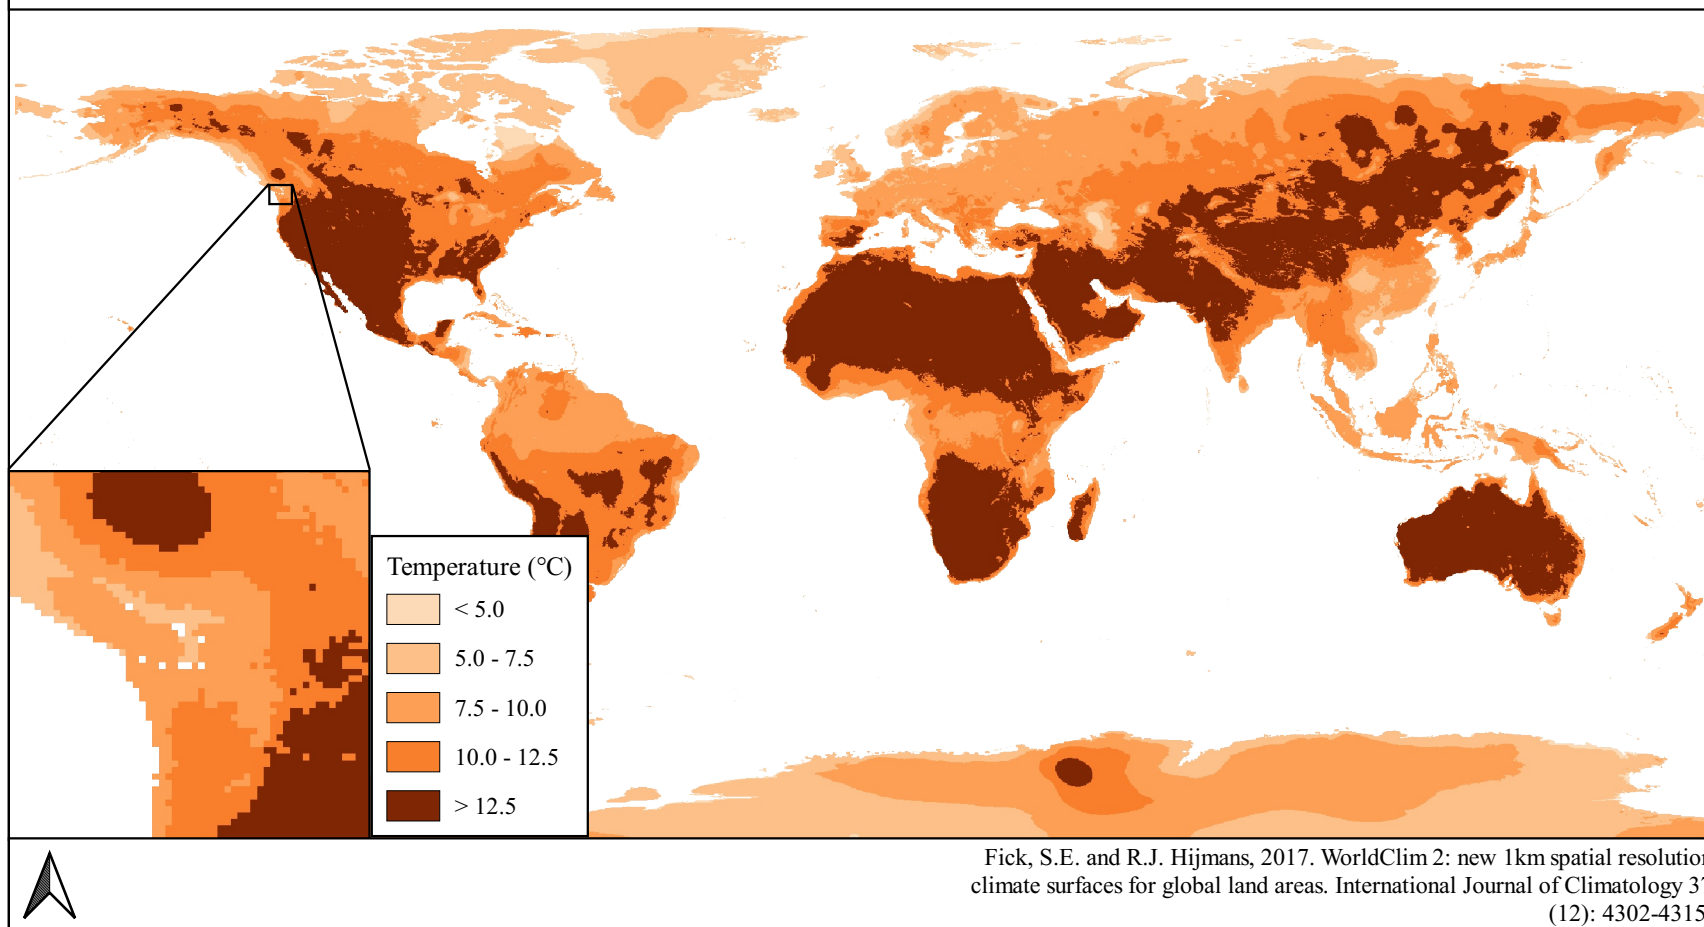 Temperature (°C)
< 5.0
5.0 - 7.5
7.5 - 10.0
10.0 - 12.5
> 12.5
Fick, S.E. and R.J. Hijmans, 2017. WorldClim 2: new 1km spatial resolution
climate surfaces for global land areas. International Journal of Climatology 37
(12): 4302-4315